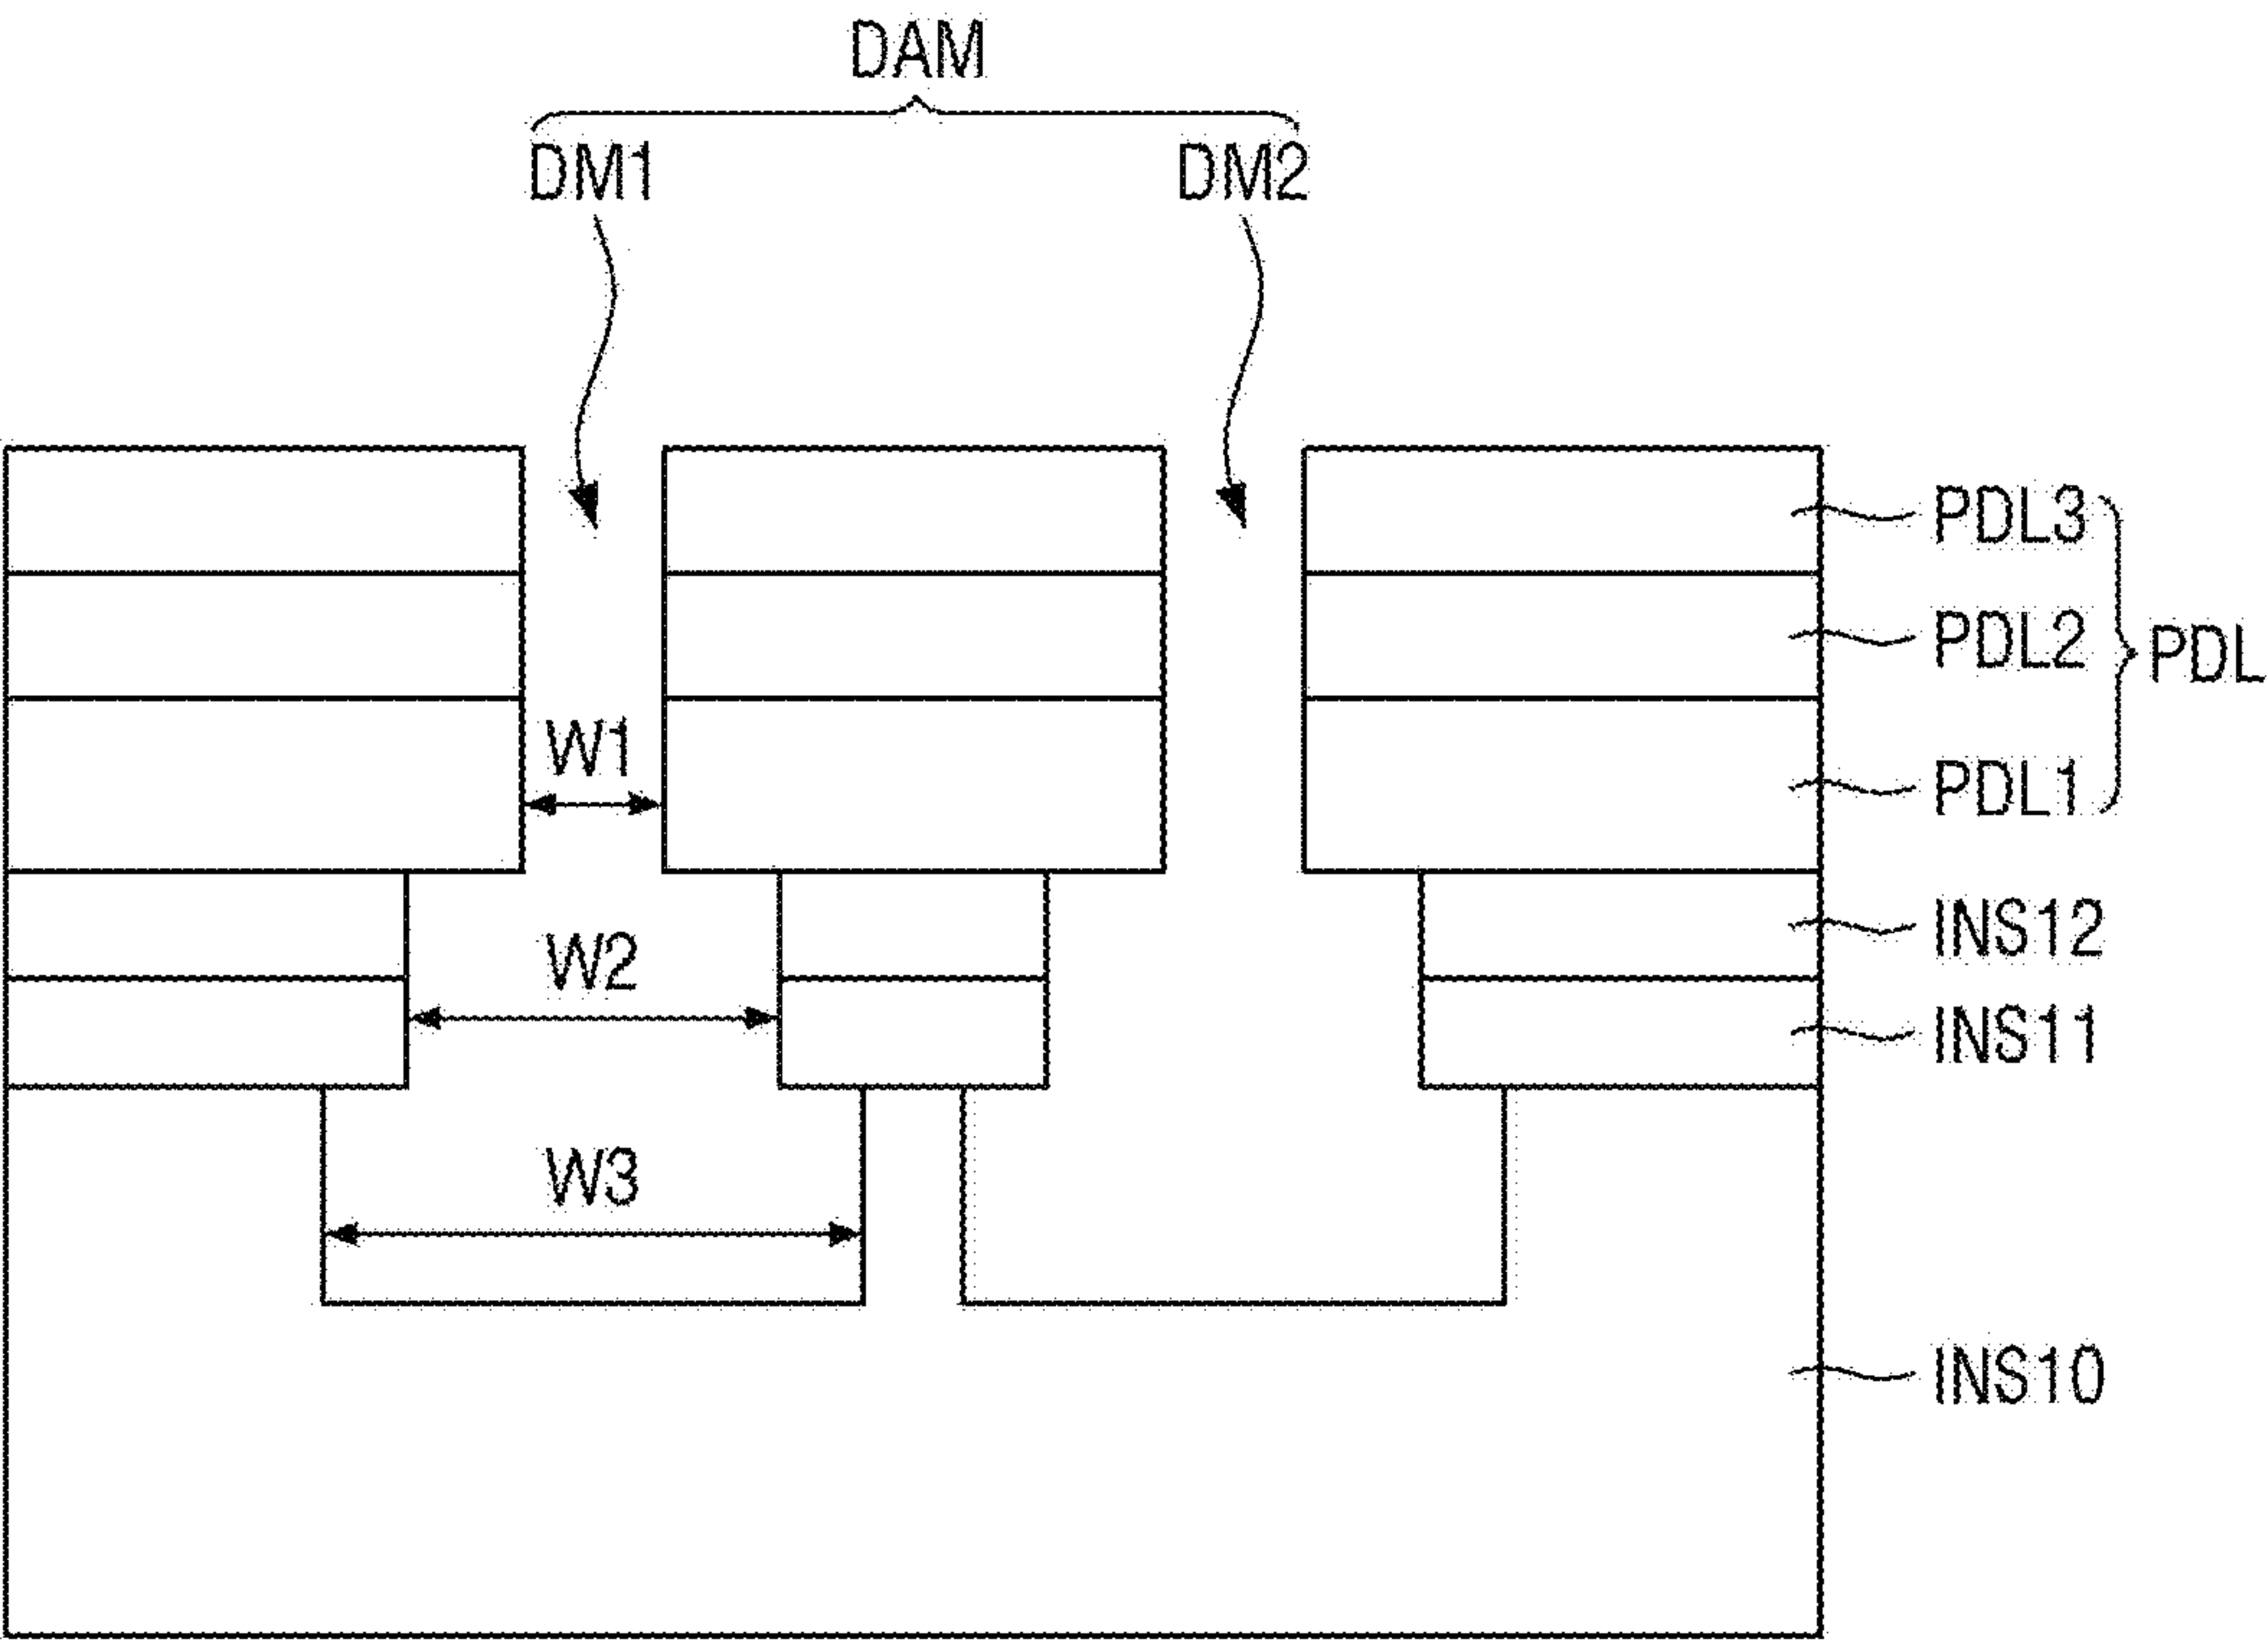 DAM
DM1 DM2
PDL3
PDL2
PDL
W1
PDL1
INS12
W2
INS11
W3
INS10